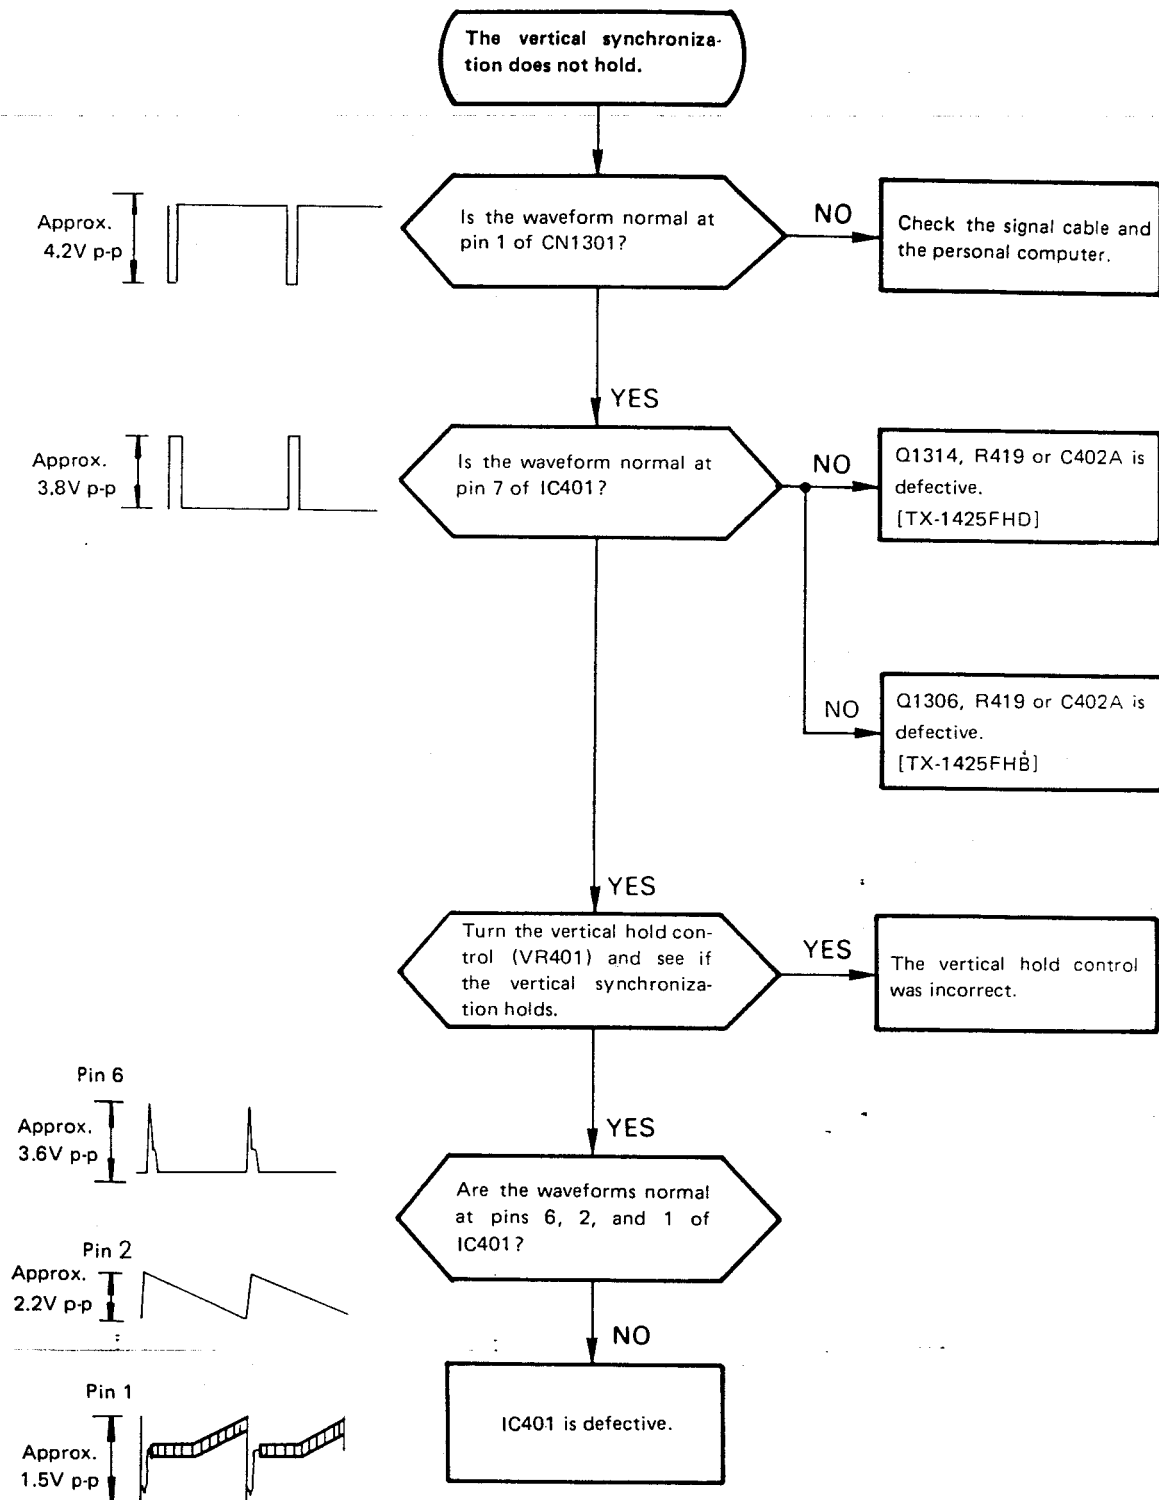 The vertical synchroniza-
tion does not hold.
Approx.
4.2V p-p
Is the waveform normal at
pin 1 of CN1301?
NO
Check the signal cable and
the personal computer.
YES
Approx.
3.8V p-p
Is the waveform normal at
pin 7 of IC401?
NO
Q1314, R419 or C402A is
defective.
[TX-1425FHD]
NO
Q1306, R419 or C402A is
defective.
[TX-1425FHB]
YES
Turn the vertical hold con-
trol (VR401) and see if
the vertical synchroniza-
tion holds.
YES
The vertical hold control
was incorrect.
YES
Pin 6
Approx.
3.6V p-p
Are the waveforms normal
at pins 6, 2, and 1 of
IC401?
Pin 2
Approx.
2.2V p-p
NO
Pin 1
Approx.
1.5V p-p
IC401 is defective.